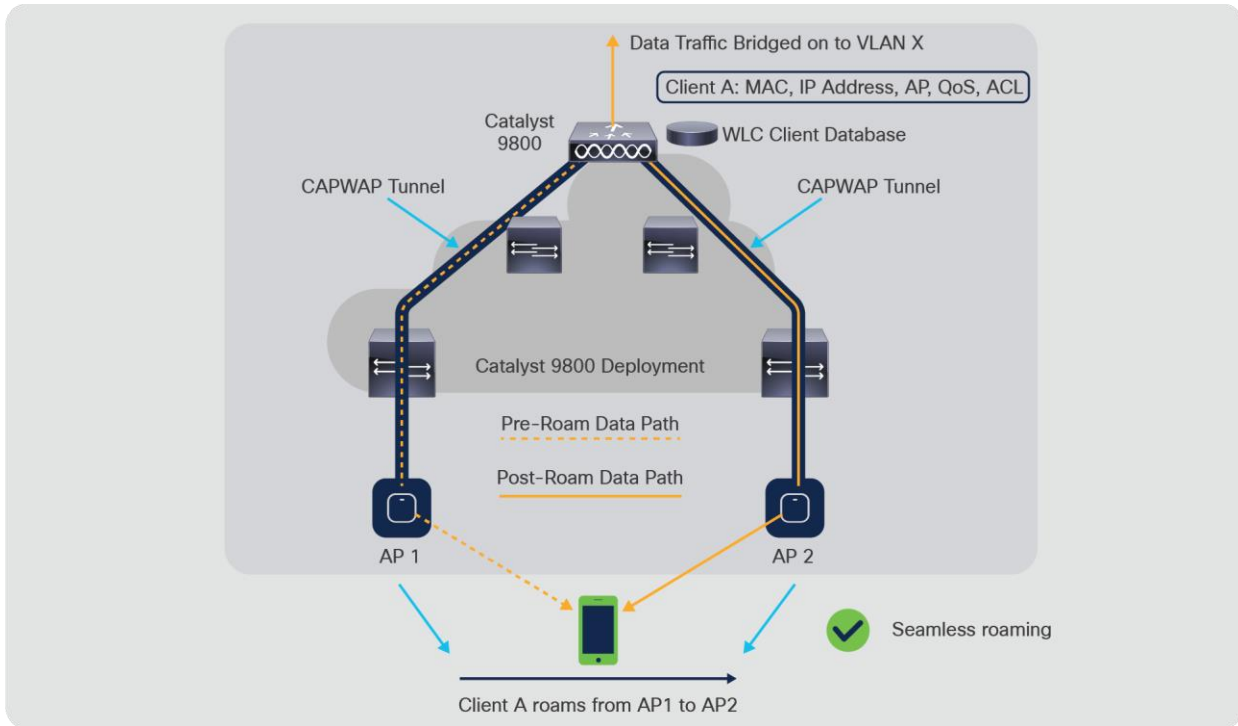 Data Traffic Bridged on to VLAN X
Client A: MAC, IP Address, AP, QoS, ACL
Catalyst
9800
WLC Client Database
CAPWAP Tunnel
CAPWAP Tunnel
Catalyst 9800 Deployment
Pre-Roam Data Path
Post-Roam Data Path
AP 1
AP 2
Seamless roaming
Client A roams from AP1 to AP2